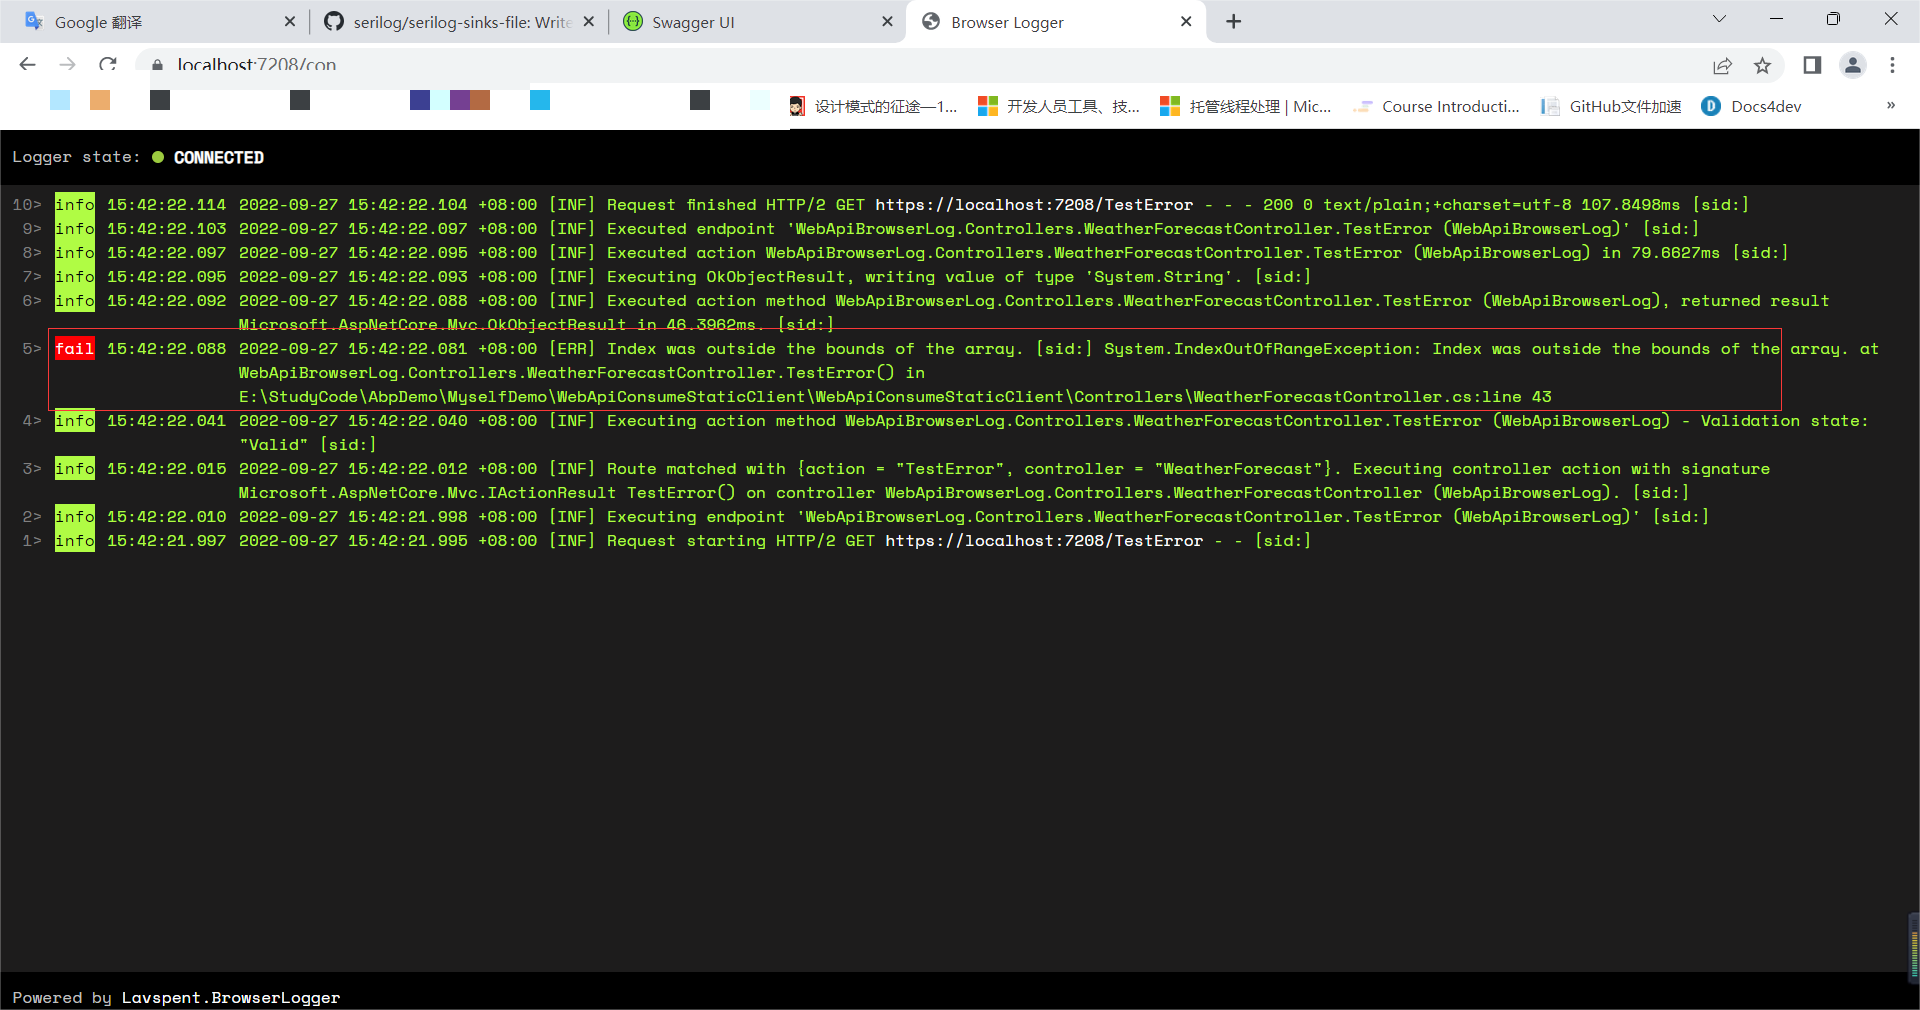 Google 翻译
serilog/serilog-sinks-file: Write
Swagger UI
Browser Logger
localhost:7208/con
设计模式的征途—1...
开发人员工具、技...
托管线程处理 | Mic...
Course Introducti...
GitHub文件加速
D Docs4dev
»
Logger state: CONNECTED
10> info 15:42:22.114 2022-09-27 15:42:22.104 +08:00 [INF] Request finished HTTP/2 GET https://localhost:7208/TestError - - - 200 0 text/plain;+charset=utf-8 107.8498ms [sid:]
9> info 15:42:22.103 2022-09-27 15:42:22.097 +08:00 [INF] Executed endpoint 'WebApiBrowserLog.Controllers.WeatherForecastController.TestError (WebApiBrowserLog)' [sid:]
8> info 15:42:22.097 2022-09-27 15:42:22.095 +08:00 [INF] Executed action WebApiBrowserLog.Controllers.WeatherForecastController.TestError (WebApiBrowserLog) in 79.6627ms [sid:]
7> info 15:42:22.095 2022-09-27 15:42:22.093 +08:00 [INF] Executing OkObjectResult, writing value of type 'System.String'. [sid:]
6> info 15:42:22.092 2022-09-27 15:42:22.088 +08:00 [INF] Executed action method WebApiBrowserLog.Controllers.WeatherForecastController.TestError (WebApiBrowserLog), returned result
Microsoft.AspNetCore.Mvc.OkObjectResult in 46.3962ms. [sid:]
5> fail 15:42:22.088 2022-09-27 15:42:22.081 +08:00 [ERR] Index was outside the bounds of the array. [sid:] System.IndexOutOfRangeException: Index was outside the bounds of the array. at
WebApiBrowserLog.Controllers.WeatherForecastController.TestError() in
E:\StudyCode\AbpDemo\MyselfDemo\WebApiConsumeStaticClient\WebApiConsumeStaticClient\Controllers\WeatherForecastController.cs:line 43
4> info 15:42:22.041 2022-09-27 15:42:22.040 +08:00 [INF] Executing action method WebApiBrowserLog.Controllers.WeatherForecastController.TestError (WebApiBrowserLog) - Validation state:
"Valid" [sid:]
3> info 15:42:22.015 2022-09-27 15:42:22.012 +08:00 [INF] Route matched with {action = "TestError", controller = "WeatherForecast"}. Executing controller action with signature
Microsoft.AspNetCore.Mvc.IActionResult TestError() on controller WebApiBrowserLog.Controllers.WeatherForecastController (WebApiBrowserLog). [sid:]
2> info 15:42:22.010 2022-09-27 15:42:21.998 +08:00 [INF] Executing endpoint 'WebApiBrowserLog.Controllers.WeatherForecastController.TestError (WebApiBrowserLog)' [sid:]
1> info 15:42:21.997 2022-09-27 15:42:21.995 +08:00 [INF] Request starting HTTP/2 GET https://localhost:7208/TestError - - [sid:]
Powered by Lavspent.BrowserLogger